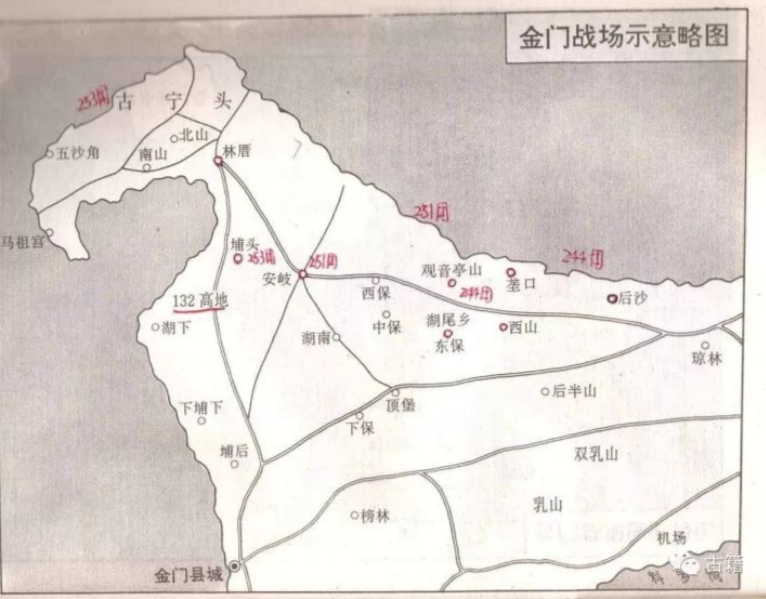 金门战场示意略图
253团
古宁头
北山
五沙角
南山
林厝
马祖宫
251团
埔头
253团
安岐
251团
观音亭山
244团
垄口
244团
后沙
西保
132高地
湖下
中保
湖尾乡
东保
西山
湖南
琼林
顶堡
后半山
下埔下
下保
埔后
双乳山
榜林
乳山
机场
金门县城
古籍